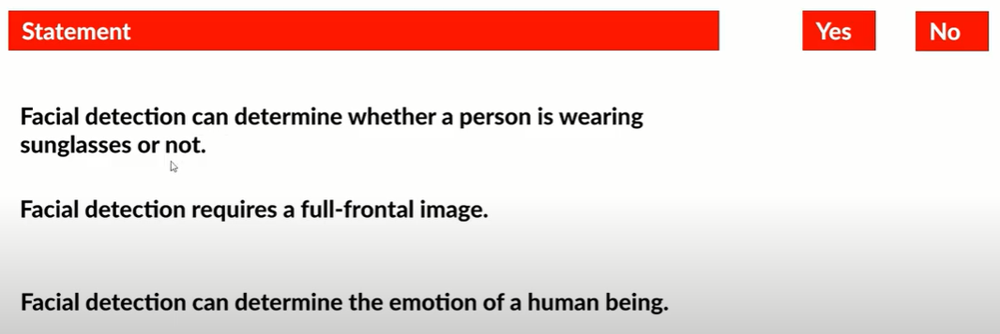 Statement Yes No
Facial detection can determine whether a person is wearing
sunglasses or not.
Facial detection requires a full-frontal image.
Facial detection can determine the emotion of a human being.